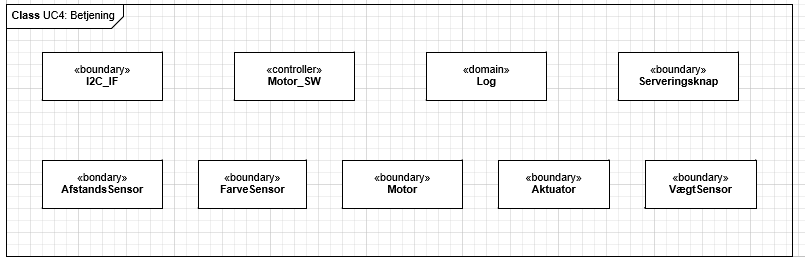 Class UC4: Betjening
«boundary»
I2C_IF
«controller»
Motor_SW
«domain»
Log
«boundary»
Serveringsknap
«bondary»
AfstandsSensor
«boundary»
FarveSensor
«boundary»
Motor
«boundary»
Aktuator
«boundary»
VægtSensor